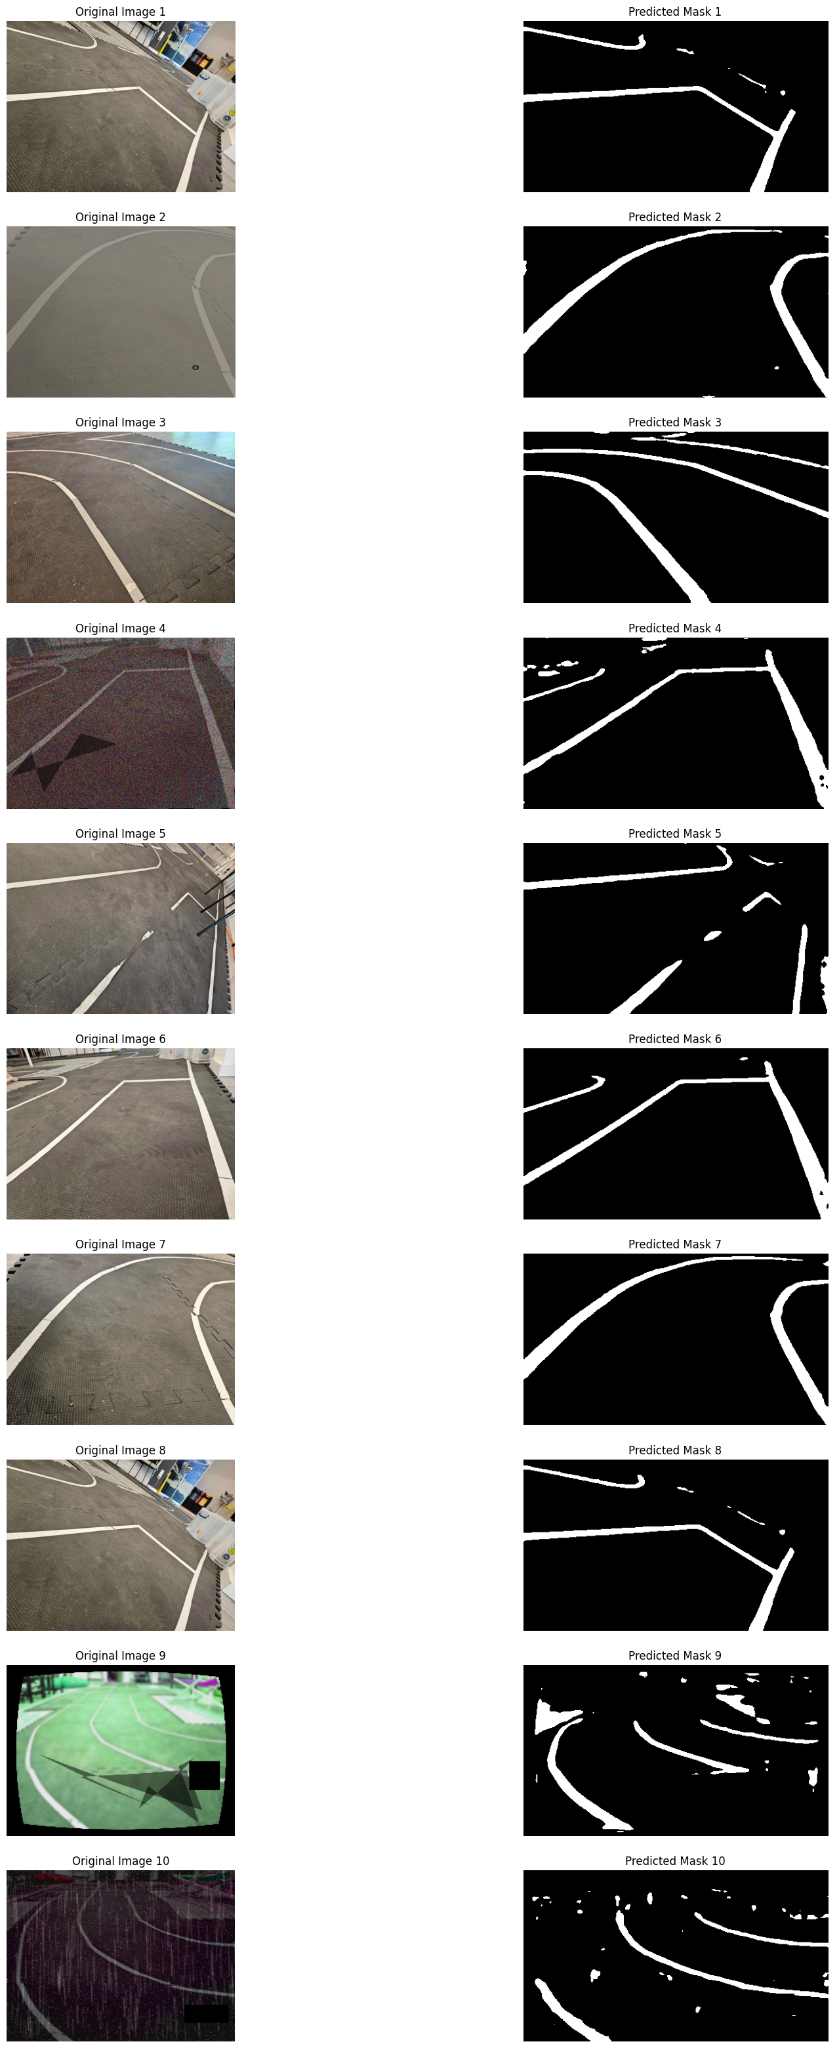 Original Image 1
Predicted Mask 1
Original Image 2
Predicted Mask 2
Original Image 3
Predicted Mask 3
Original Image 4
Predicted Mask 4
Original Image 5
Predicted Mask 5
Original Image 6
Predicted Mask 6
Original Image 7
Predicted Mask 7
Original Image 8
Predicted Mask 8
Original Image 9
Predicted Mask 9
Original Image 10
Predicted Mask 10